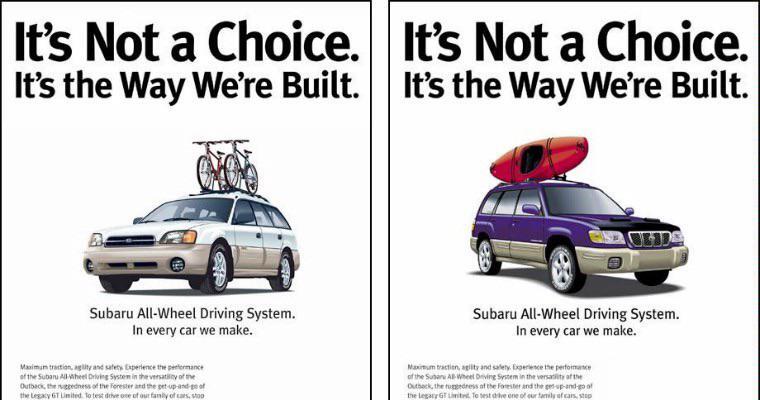 It's Not a Choice.
It's the Way We're Built.
Subaru All-Wheel Driving System.
In every car we make.
Maximum traction, agility and safety. Experience the performance
of the Subaru All-Wheel Driving System in the versatility of the
Outback, the ruggedness of the Forester and the get-up-and-go of
the Legacy GT Limited. To test drive one of our family of cars, stop
It's Not a Choice.
It's the Way We're Built.
Subaru All-Wheel Driving System.
In every car we make.
Maximum traction, agility and safety. Experience the performance
of the Subaru All-Wheel Driving System in the versatility of the
Outback, the ruggedness of the Forester and the get-up-and-go of
the Legacy GT Limited. To test drive one of our family of cars, stop